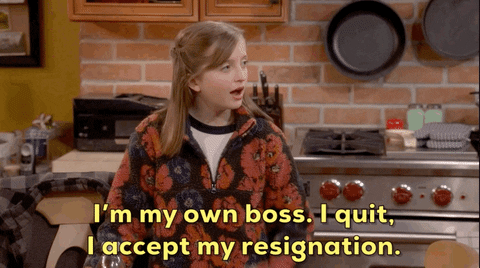 I'm my own boss. I quit,
I accept my resignation.